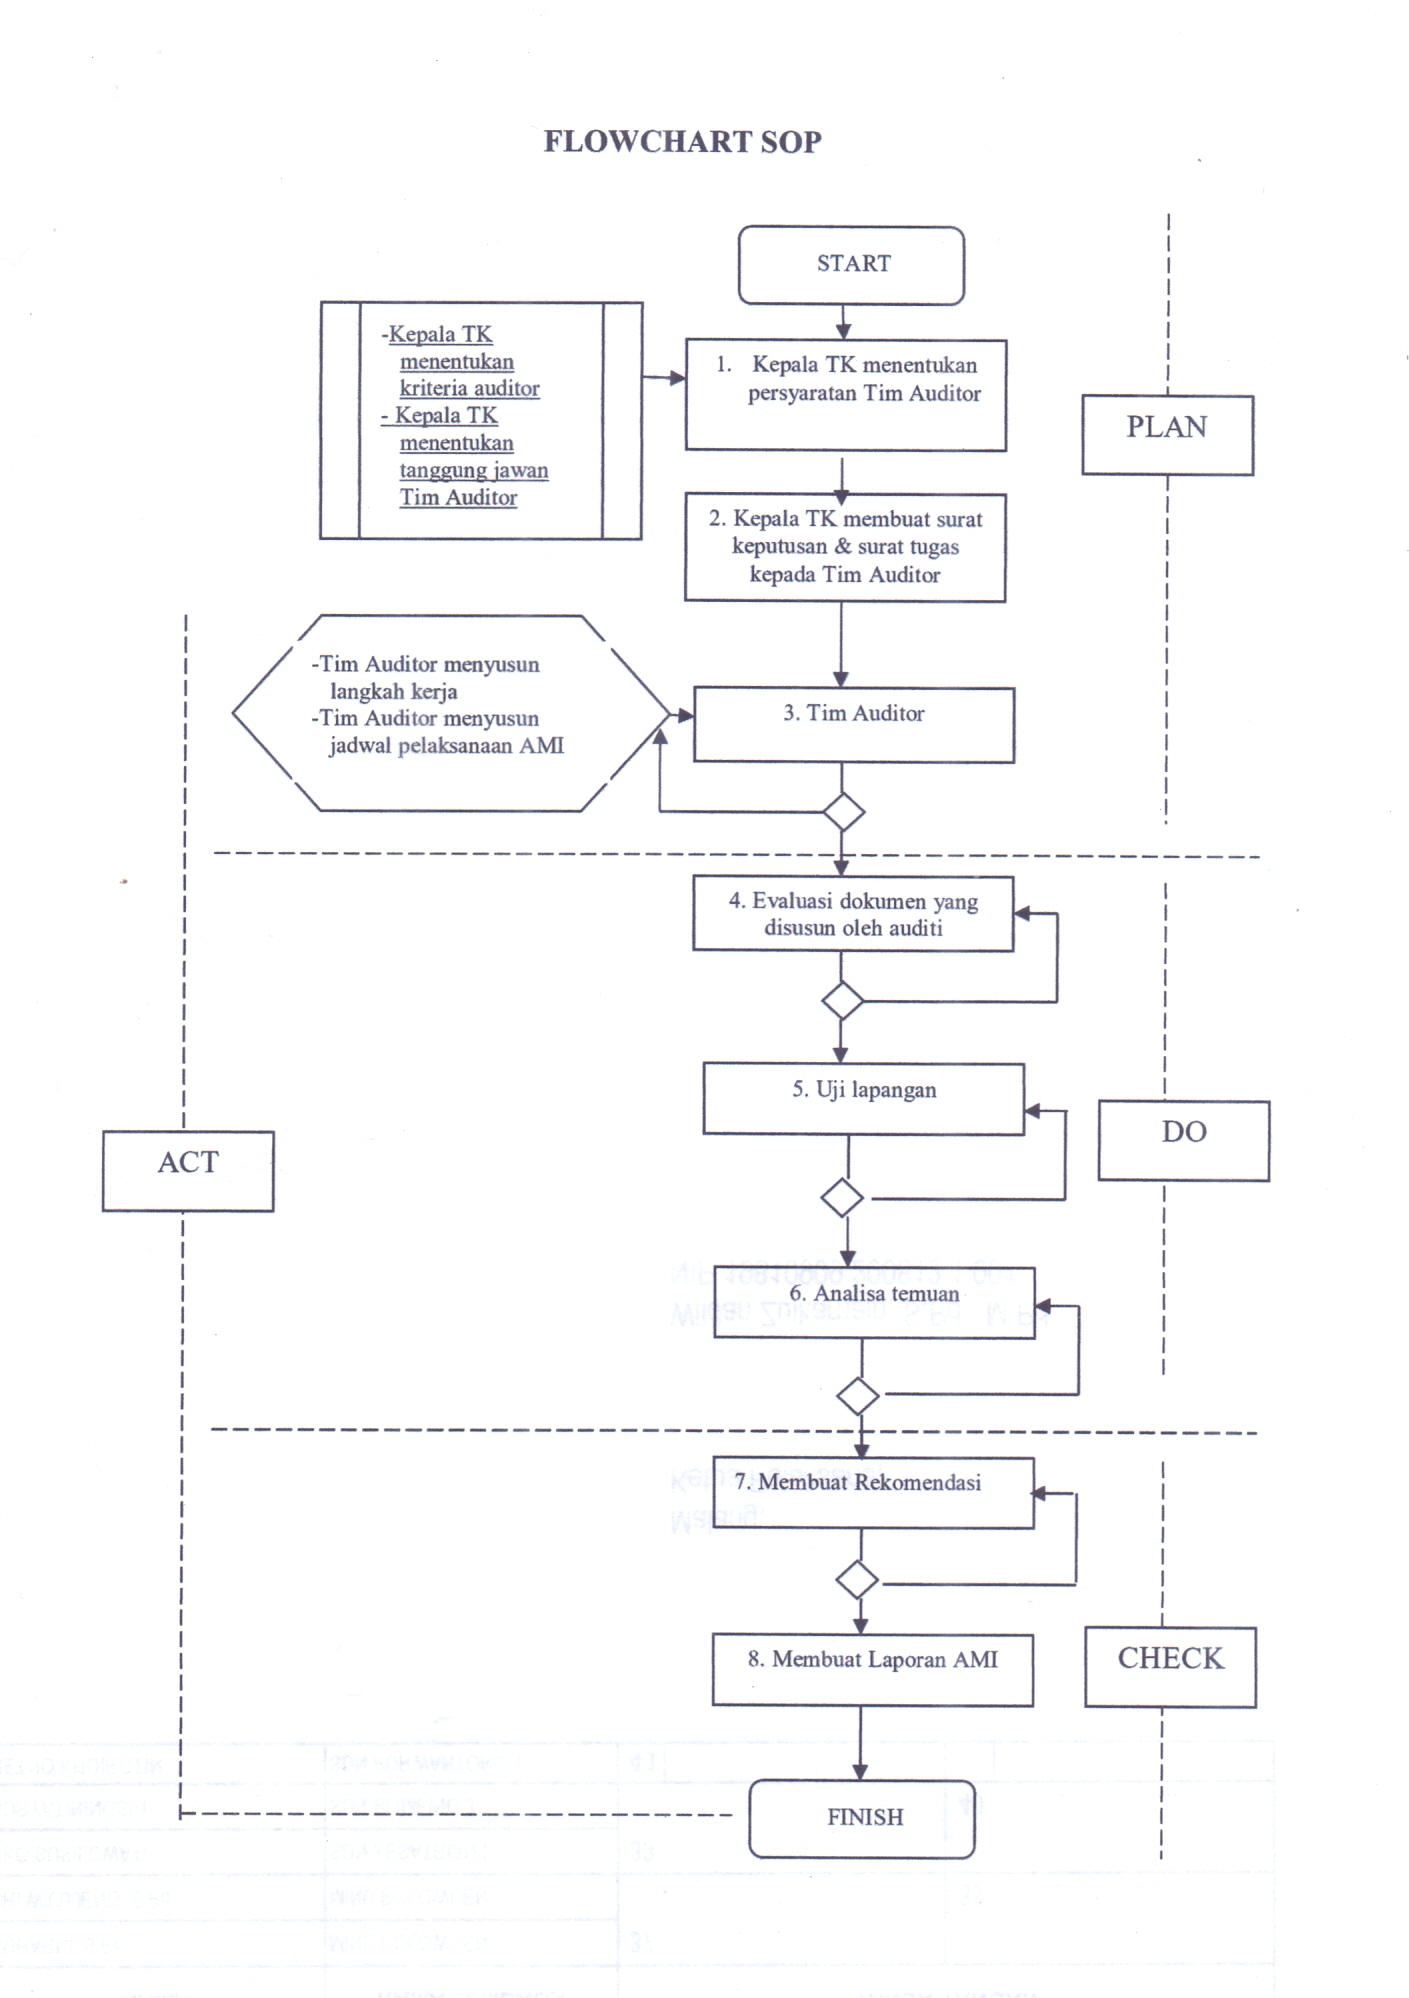 FLOWCHART SOP
START
-Kepala TK
menentukan
kriteria auditor
- Kepala TK
menentukan
tanggung jawan
Tim Auditor
1. Kepala TK menentukan
persyaratan Tim Auditor
PLAN
2. Kepala TK membuat surat
keputusan & surat tugas
kepada Tim Auditor
-Tim Auditor menyusun
langkah kerja
-Tim Auditor menyusun
jadwal pelaksanaan AMI
3. Tim Auditor
4. Evaluasi dokumen yang
disusun oleh auditi
5. Uji lapangan
DO
ACT
6. Analisa temuan
7. Membuat Rekomendasi
8. Membuat Laporan AMI
CHECK
FINISH